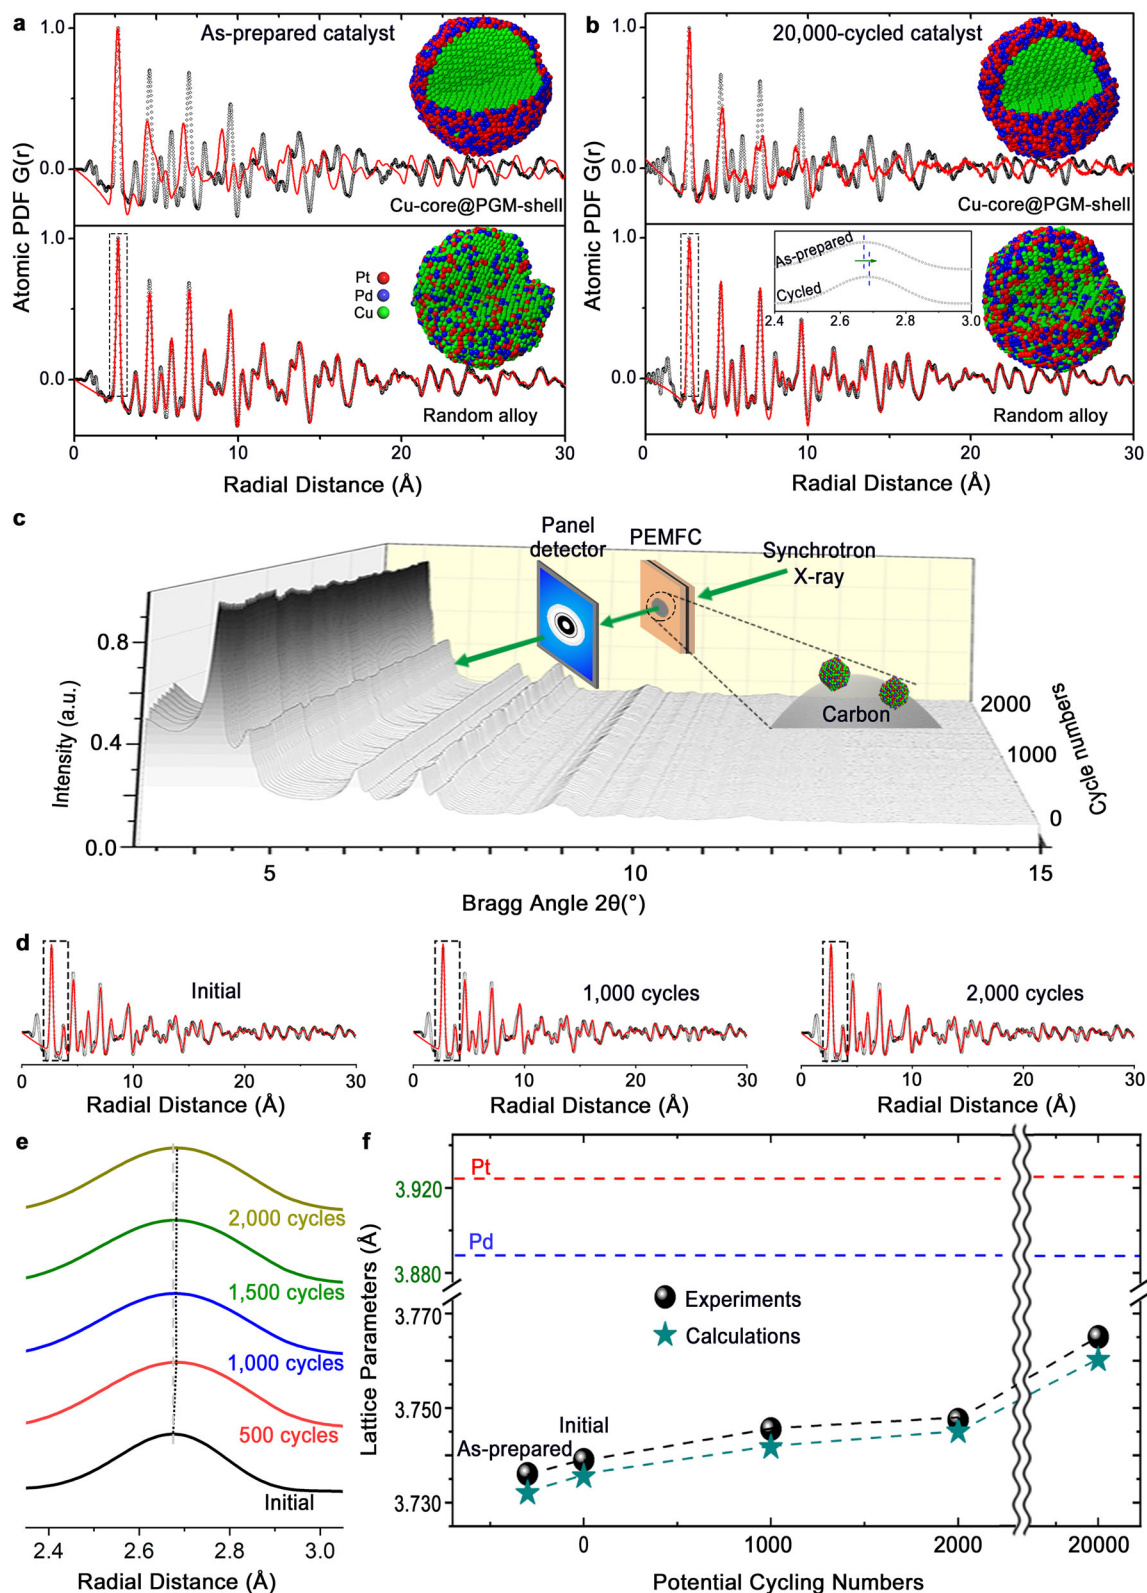 a
As-prepared catalyst
1.0
0.0
Cu-core@PGM-shell
1.0
0.0
Atomic PDF G(r)
Pt
Pd
Cu
Random alloy
0
10
20
30
Radial Distance (Å)
b
20,000-cycled catalyst
1.0
0.0
Cu-core@PGM-shell
1.0
0.0
Atomic PDF G(r)
As-prepared
Cycled
2.4
2.6
2.8
3.0
Random alloy
0
10
20
30
Radial Distance (Å)
c
Panel
detector
PEMFC
Synchrotron
X-ray
Carbon
0.8
0.4
0.0
Intensity (a.u.)
2000
1000
0
Cycle numbers
5
10
15
Bragg Angle 2θ(°)
d
Initial
0
10
20
30
Radial Distance (Å)
1,000 cycles
0
10
20
30
Radial Distance (Å)
2,000 cycles
0
10
20
30
Radial Distance (Å)
e
2,000 cycles
1,500 cycles
1,000 cycles
500 cycles
Initial
2.4
2.6
2.8
3.0
Radial Distance (Å)
f
Pt
3.920
Pd
3.880
3.770
3.750
3.730
Lattice Parameters (Å)
Experiments
Calculations
As-prepared
Initial
0
1000
2000
20000
Potential Cycling Numbers